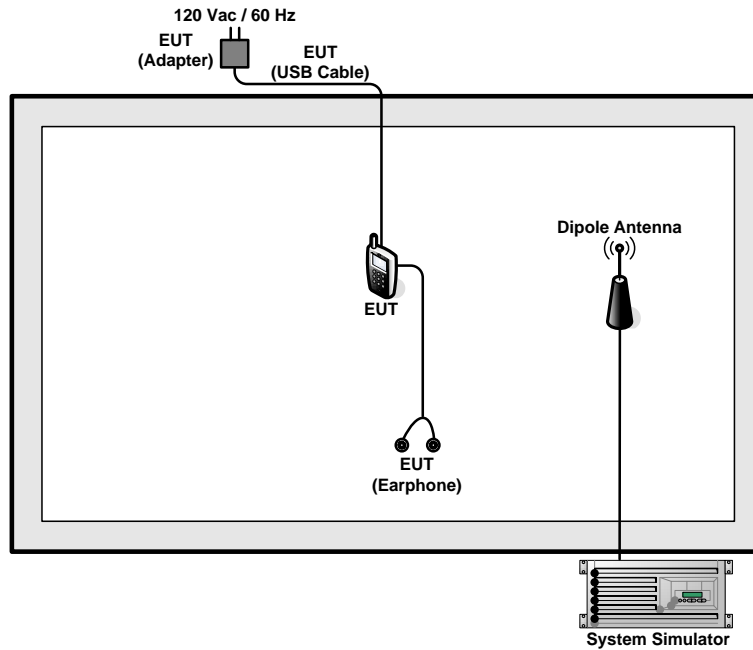 120 Vac / 60 Hz
EUT
(Adapter)
EUT
(USB Cable)
Dipole Antenna
EUT
EUT
(Earphone)
System Simulator